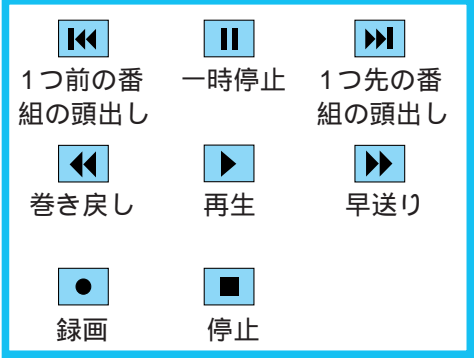 1つ前の番
組の頭出し
一時停止
1つ先の番
組の頭出し
巻き戻し
再生
早送り
録画
停止